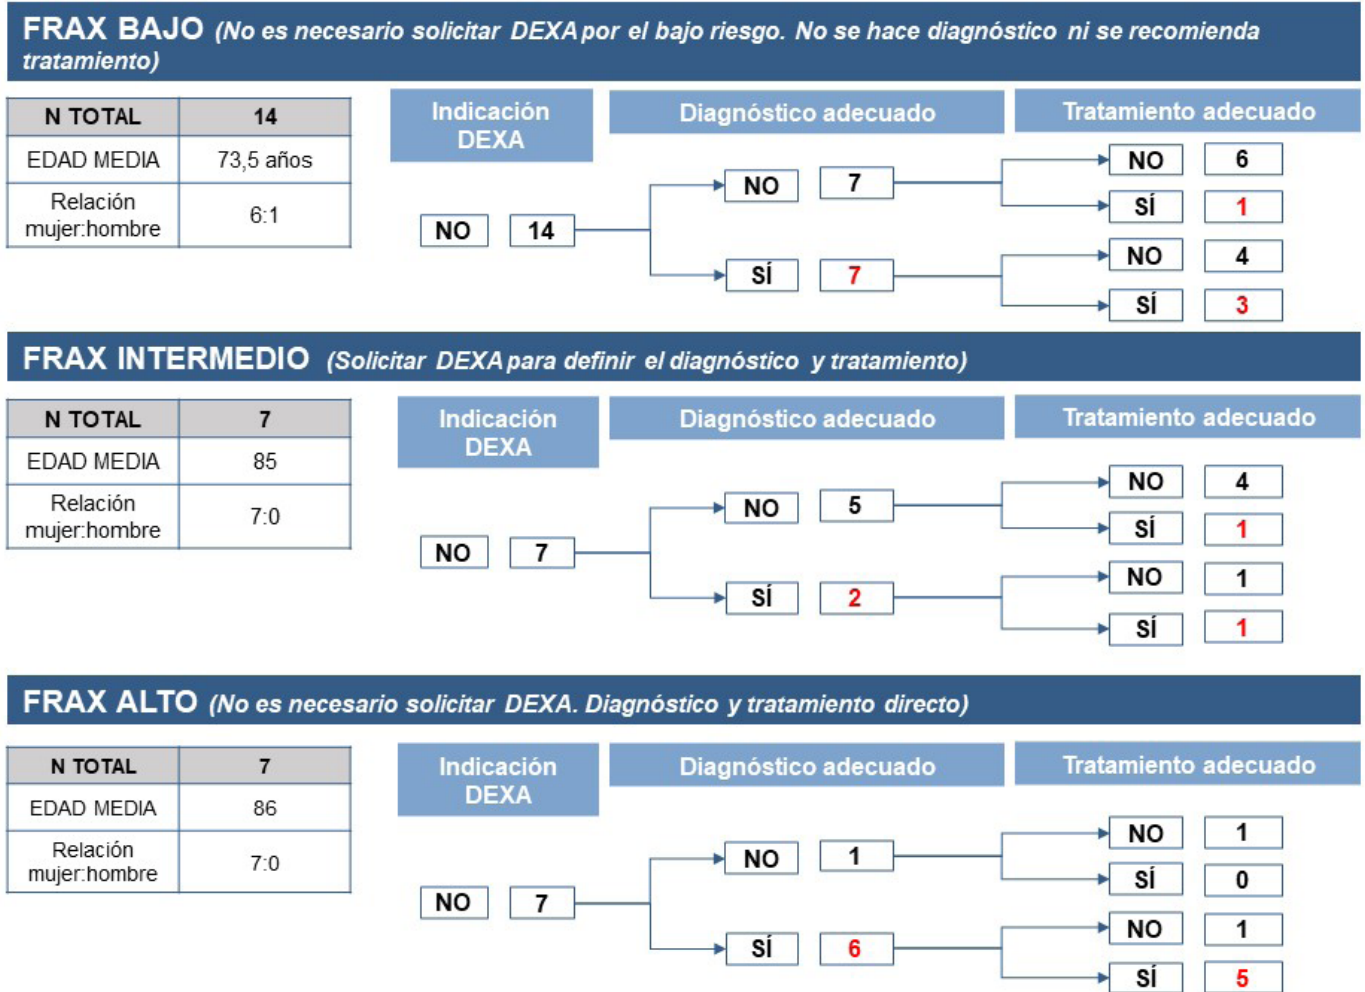 FRAX BAJO (No es necesario solicitar DEXA por el bajo riesgo. No se hace diagnóstico ni se recomienda
tratamiento)
N TOTAL 14
EDAD MEDIA 73,5 años
Relación
mujer:hombre 6:1
Indicación
DEXA
Diagnóstico adecuado
Tratamiento adecuado
NO 14
NO 7
SÍ 7
NO 6
SÍ 1
NO 4
SÍ 3
FRAX INTERMEDIO (Solicitar DEXA para definir el diagnóstico y tratamiento)
N TOTAL 7
EDAD MEDIA 85
Relación
mujer:hombre 7:0
Indicación
DEXA
Diagnóstico adecuado
Tratamiento adecuado
NO 7
NO 5
SÍ 2
NO 4
SÍ 1
NO 1
SÍ 1
FRAX ALTO (No es necesario solicitar DEXA. Diagnóstico y tratamiento directo)
N TOTAL 7
EDAD MEDIA 86
Relación
mujer:hombre 7:0
Indicación
DEXA
Diagnóstico adecuado
Tratamiento adecuado
NO 7
NO 1
SÍ 6
NO 1
SÍ 0
NO 1
SÍ 5